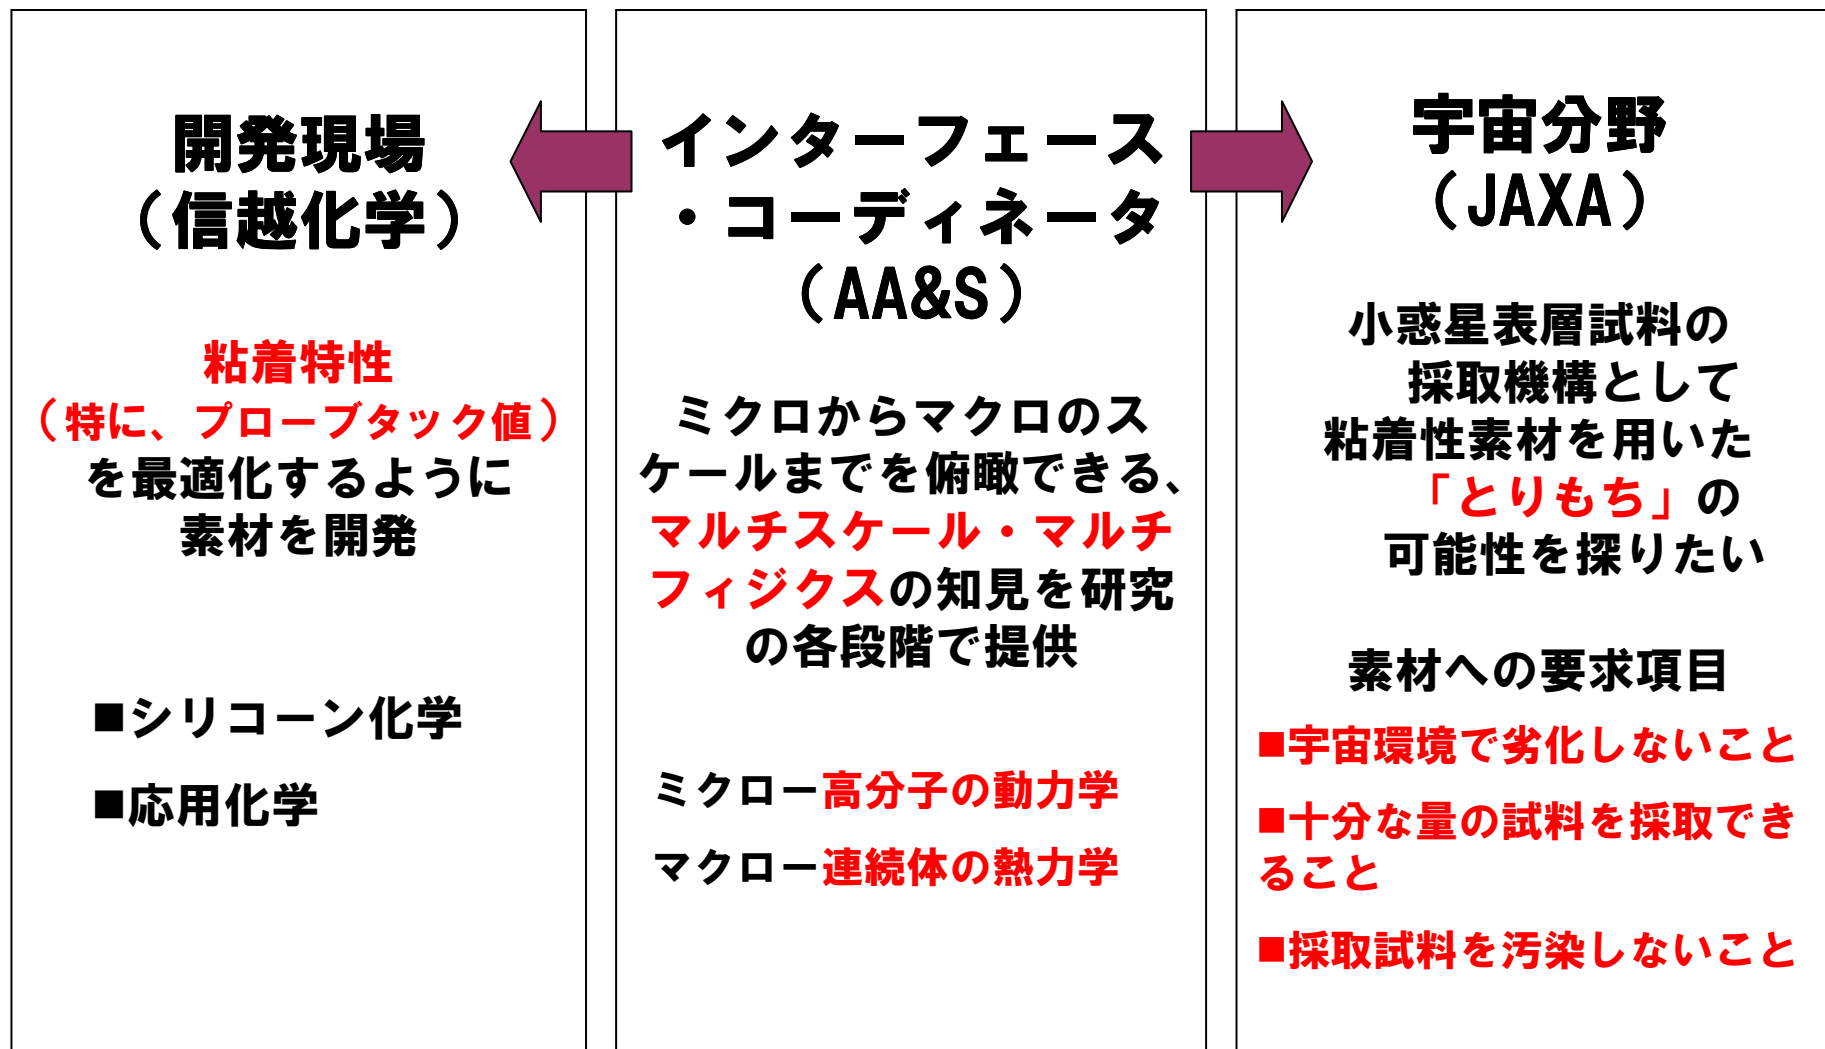 開発現場
（信越化学）
粘着特性
（特に、プローブタック値）
を最適化するように
素材を開発
■シリコーン化学
■応用化学
インターフェース
・コーディネータ
（AA&S）
ミクロからマクロのス
ケールまでを俯瞰できる、
マルチスケール・マルチ
フィジクスの知見を研究
の各段階で提供
ミクロー高分子の動力学
マクロー連続体の熱力学
宇宙分野
（JAXA）
小惑星表層試料の
採取機構として
粘着性素材を用いた
「とりもち」の
可能性を探りたい
素材への要求項目
■宇宙環境で劣化しないこと
■十分な量の試料を採取でき
ること
■採取試料を汚染しないこと